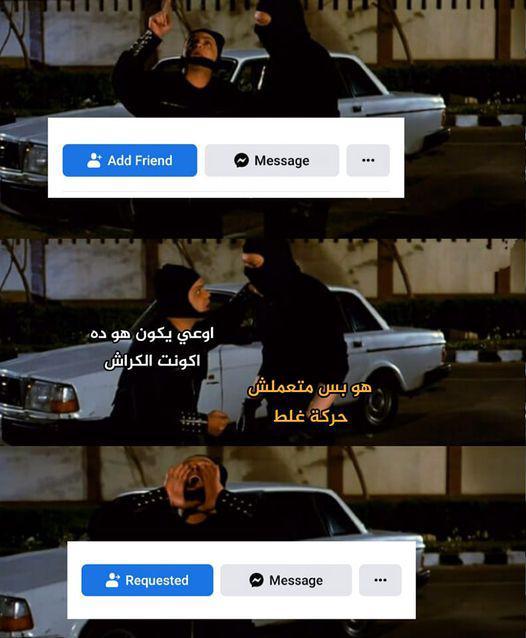 Add Friend
Message
اوعي يكون هو ده
اكونت الكراش
هو بس متعملش
حركة غلط
Requested
Message